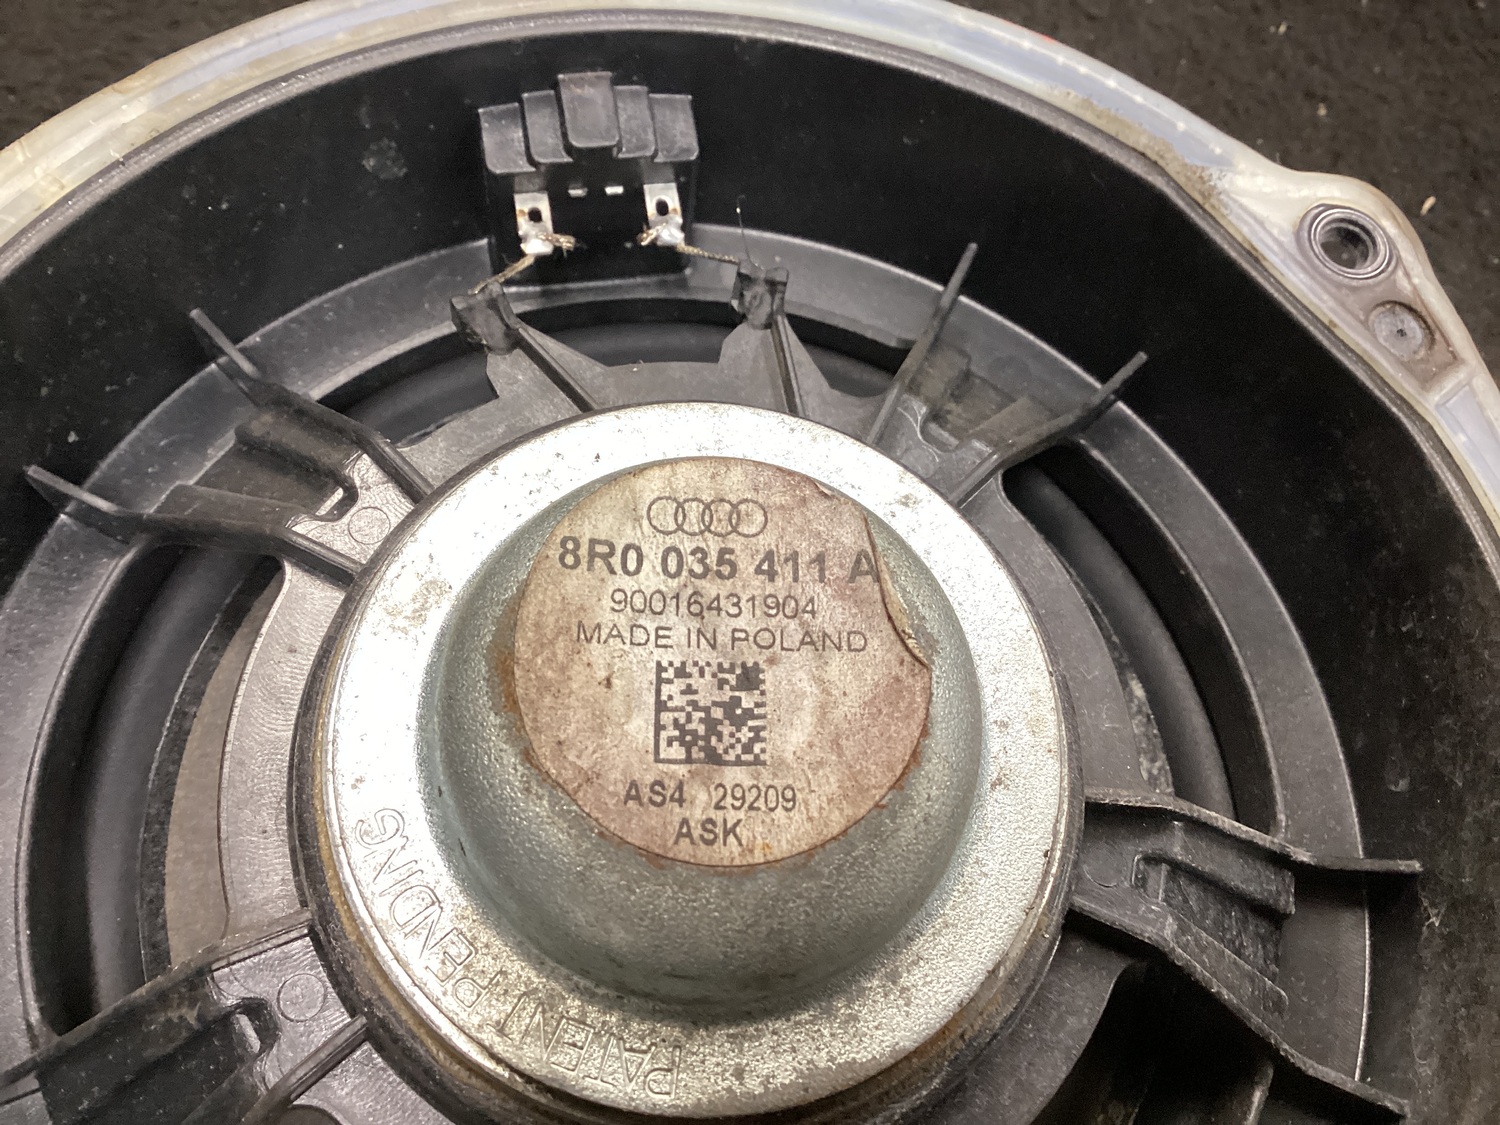 8R0 035 411 A
90016431904
MADE IN POLAND
AS4 29209
ASK
PATENT PENDING